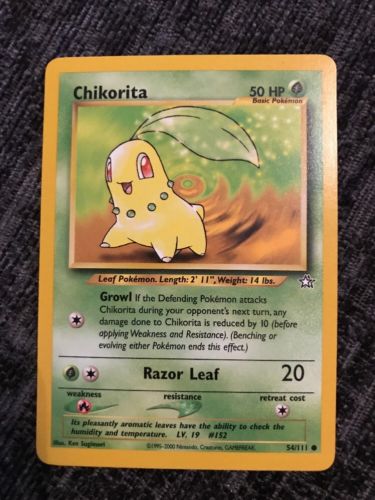 Chikorita
50 HP
Basic Pokémon
Leaf Pokémon. Length: 2' 11", Weight: 14 lbs.
Growl If the Defending Pokémon attacks
Chikorita during your opponent's next turn, any
damage done to Chikorita is reduced by 10 (before
applying Weakness and Resistance). (Benching or
evolving either Pokémon ends this effect.)
Razor Leaf 20
weakness resistance retreat cost
Its pleasantly aromatic leaves have the ability to check the
humidity and temperature. LV. 19 #152
Illus. Ken Sugimori ©1995-2000 Nintendo, Creatures, GAMEFREAK. 54/111